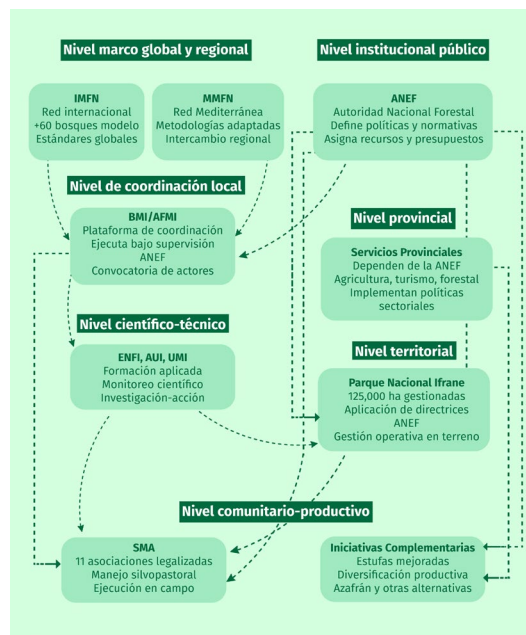 Nivel marco global y regional
IMFN
Red internacional
+60 bosques modelo
Estándares globales
MMFN
Red Mediterránea
Metodologías adaptadas
Intercambio regional
Nivel institucional público
ANEF
Autoridad Nacional Forestal
Define políticas y normativas
Asigna recursos y presupuestos
Nivel de coordinación local
BMI/AFMI
Plataforma de coordinación
Ejecuta bajo supervisión
ANEF
Convocatoria de actores
Nivel provincial
Servicios Provinciales
Dependen de la ANEF
Agricultura, turismo, forestal
Implementan políticas
sectoriales
Nivel científico-técnico
ENFI, AUI, UMI
Formación aplicada
Monitoreo científico
Investigación-acción
Nivel territorial
Parque Nacional Ifrane
125,000 ha gestionadas
Aplicación de directrices
ANEF
Gestión operativa en terreno
Nivel comunitario-productivo
SMA
11 asociaciones legalizadas
Manejo silvopastoral
Ejecución en campo
Iniciativas Complementarias
Estufas mejoradas
Diversificación productiva
Azafrán y otras alternativas